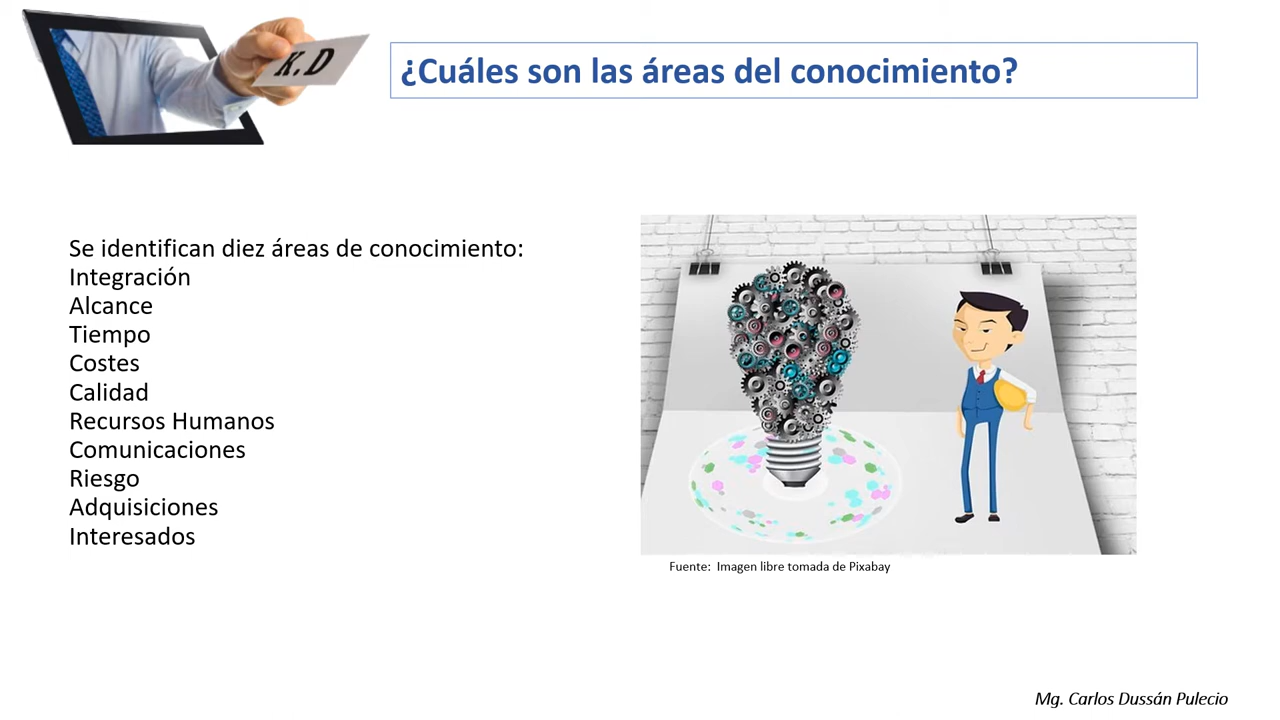 K.D
¿Cuáles son las áreas del conocimiento?
Se identifican diez áreas de conocimiento:
Integración
Alcance
Tiempo
Costes
Calidad
Recursos Humanos
Comunicaciones
Riesgo
Adquisiciones
Interesados
Fuente: Imagen libre tomada de Pixabay
Mg. Carlos Dussán Pulecio